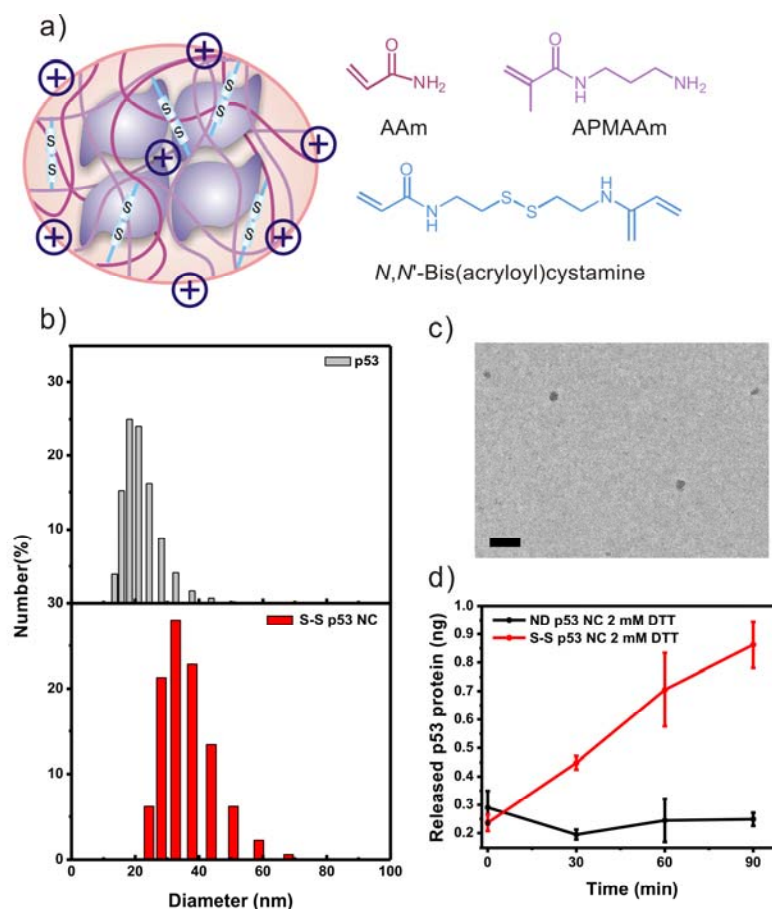 a)
S
S
S
S
S
S
S
S
S
S
O
NH₂
AAm
O
N
H
NH₂
APMAAm
O
N
H
S
S
H
N
N,N'-Bis(acryloyl)cystamine
b)
p53
30
20
10
30
Number(%)
S-S p53 NC
20
10
0
0 20 40 60 80 100
Diameter (nm)
c)
d)
1.0
0.9
0.8
0.7
0.6
0.5
0.4
0.3
0.2
Released p53 protein (ng)
ND p53 NC 2 mM DTT
S-S p53 NC 2 mM DTT
0 30 60 90
Time (min)